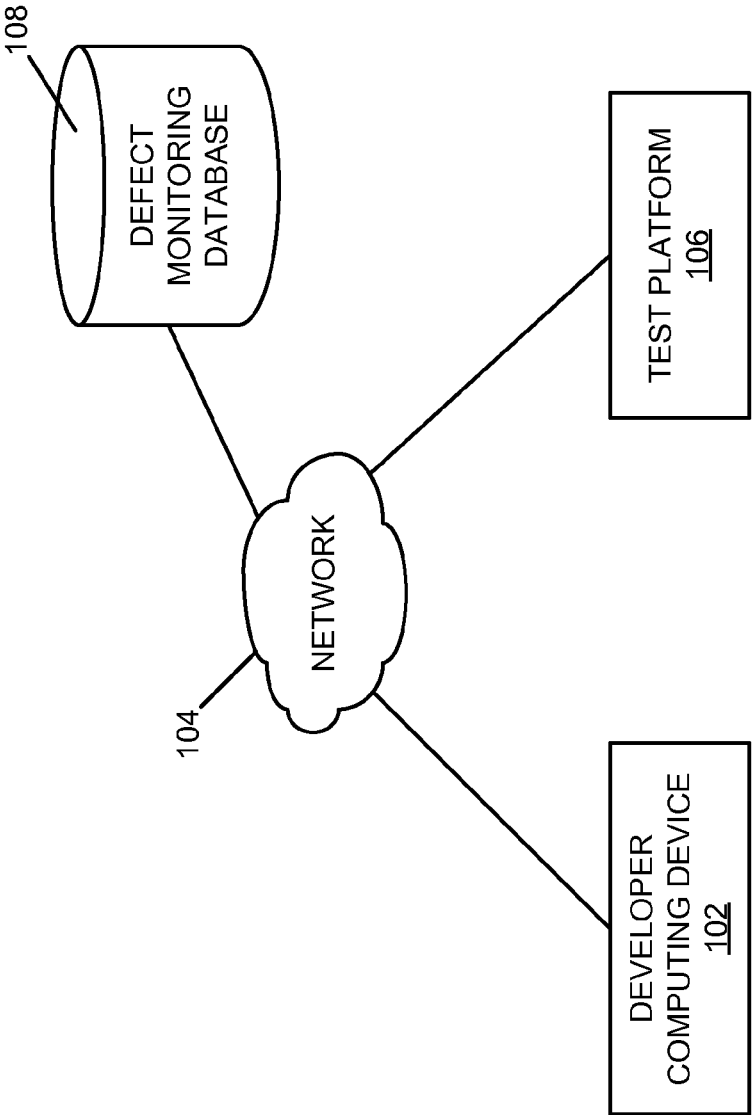 108
DEFECT
MONITORING
DATABASE
104
NETWORK
DEVELOPER
COMPUTING DEVICE
102
TEST PLATFORM
106